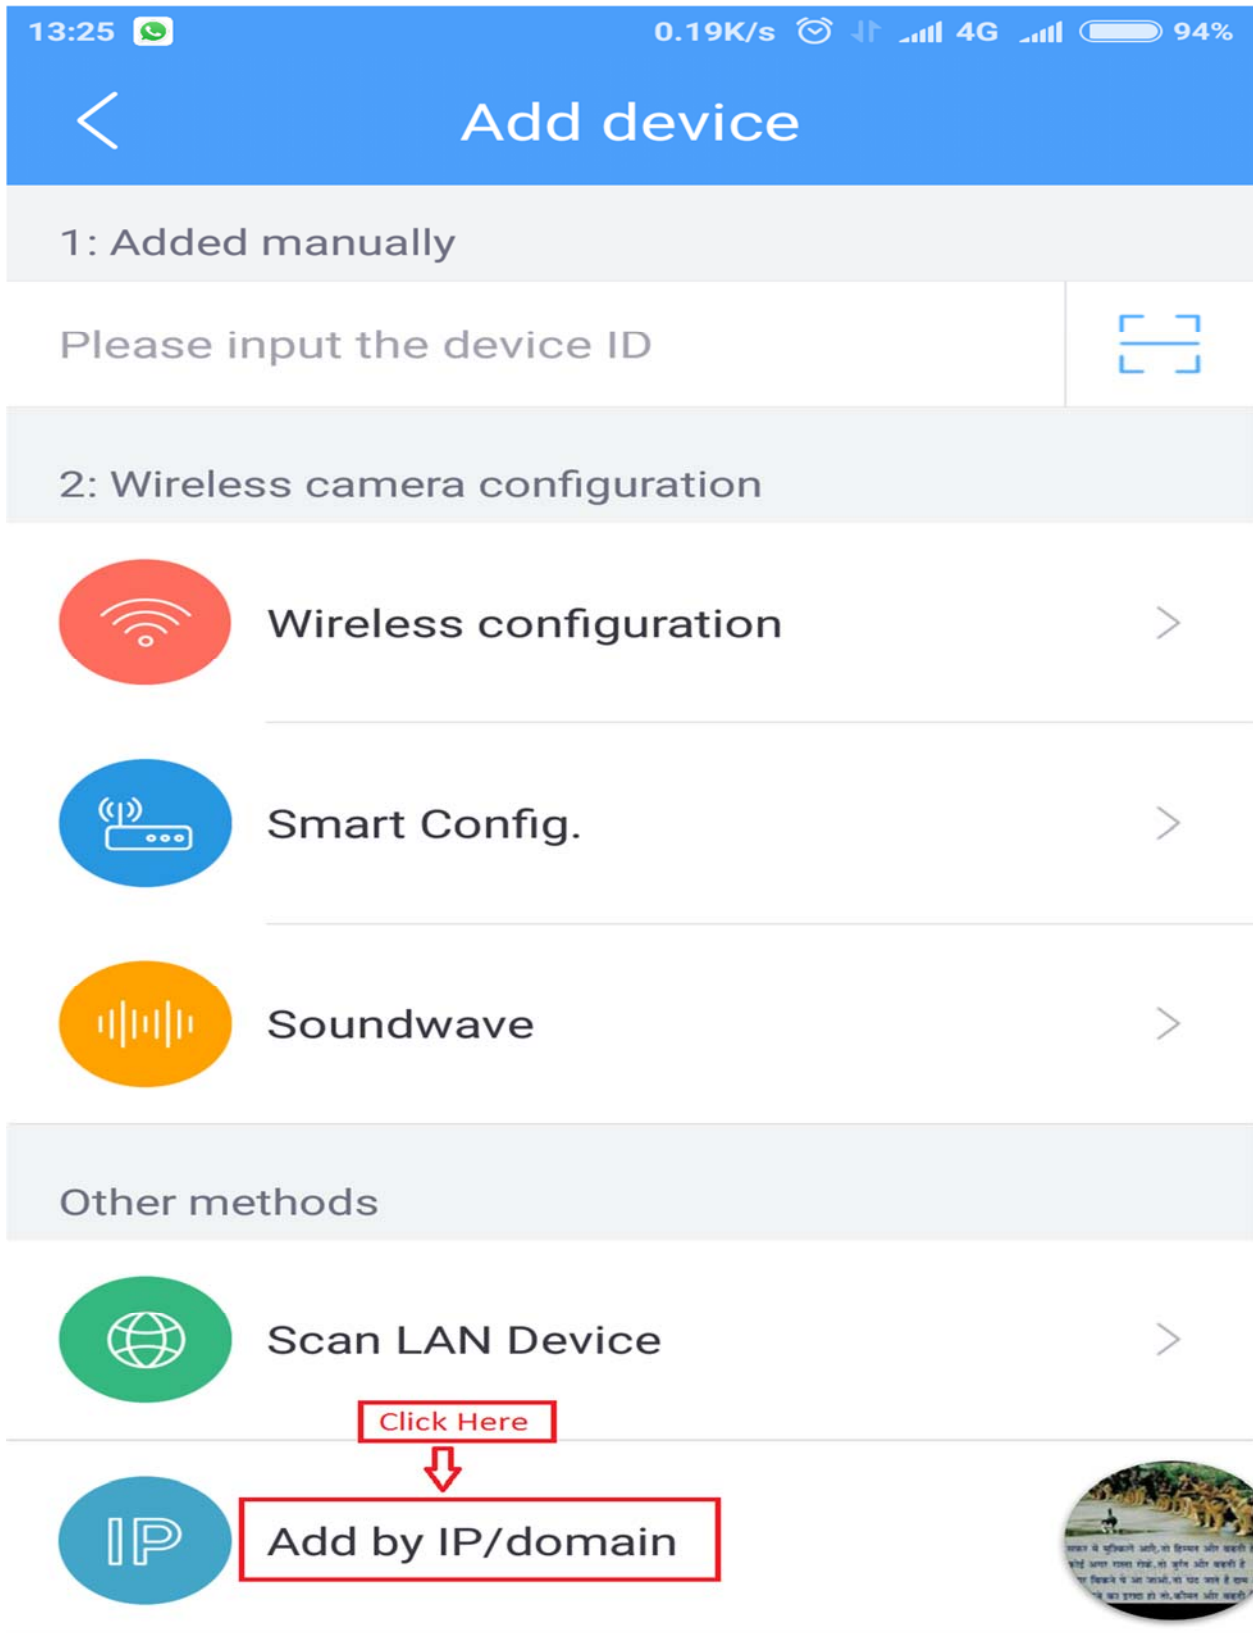 13:25 0.19K/s 4G 94%
Add device
1: Added manually
Please input the device ID
2: Wireless camera configuration
Wireless configuration
Smart Config.
Soundwave
Other methods
Scan LAN Device
Click Here
IP Add by IP/domain